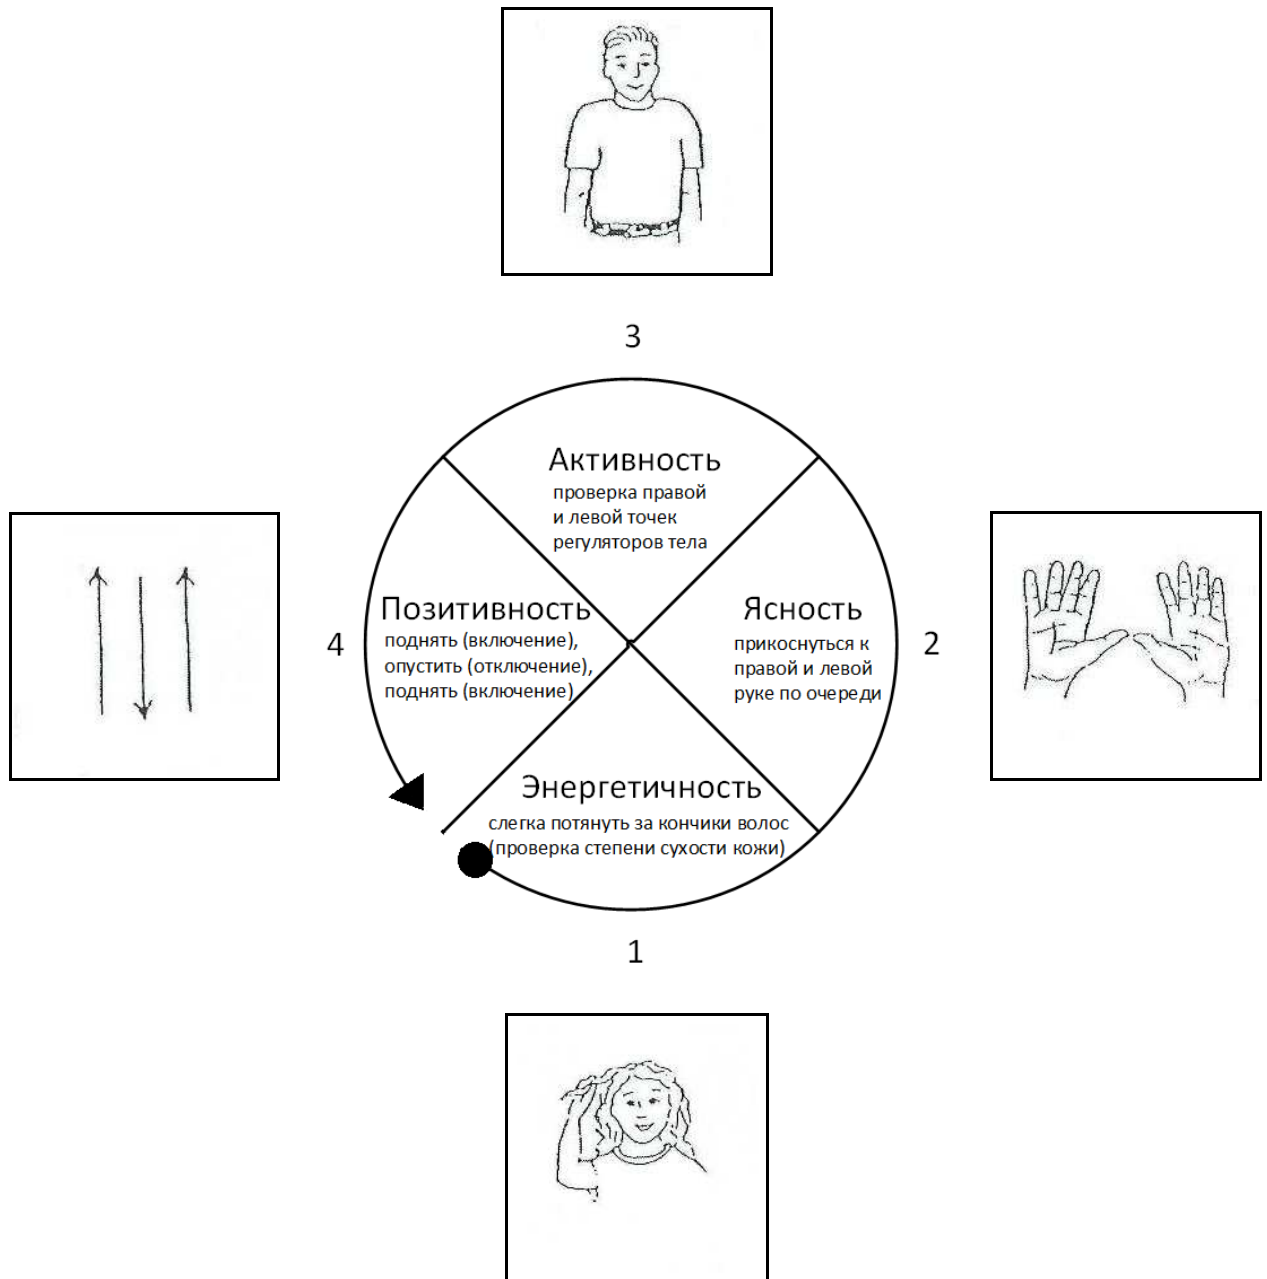 3
Активность
проверка правой
и левой точек
регуляторов тела
Позитивность
поднять (включение),
опустить (отключение),
поднять (включение)
4
Ясность
прикоснуться к
правой и левой
руке по очереди
2
Энергетичность
слегка потянуть за кончики волос
(проверка степени сухости кожи)
1